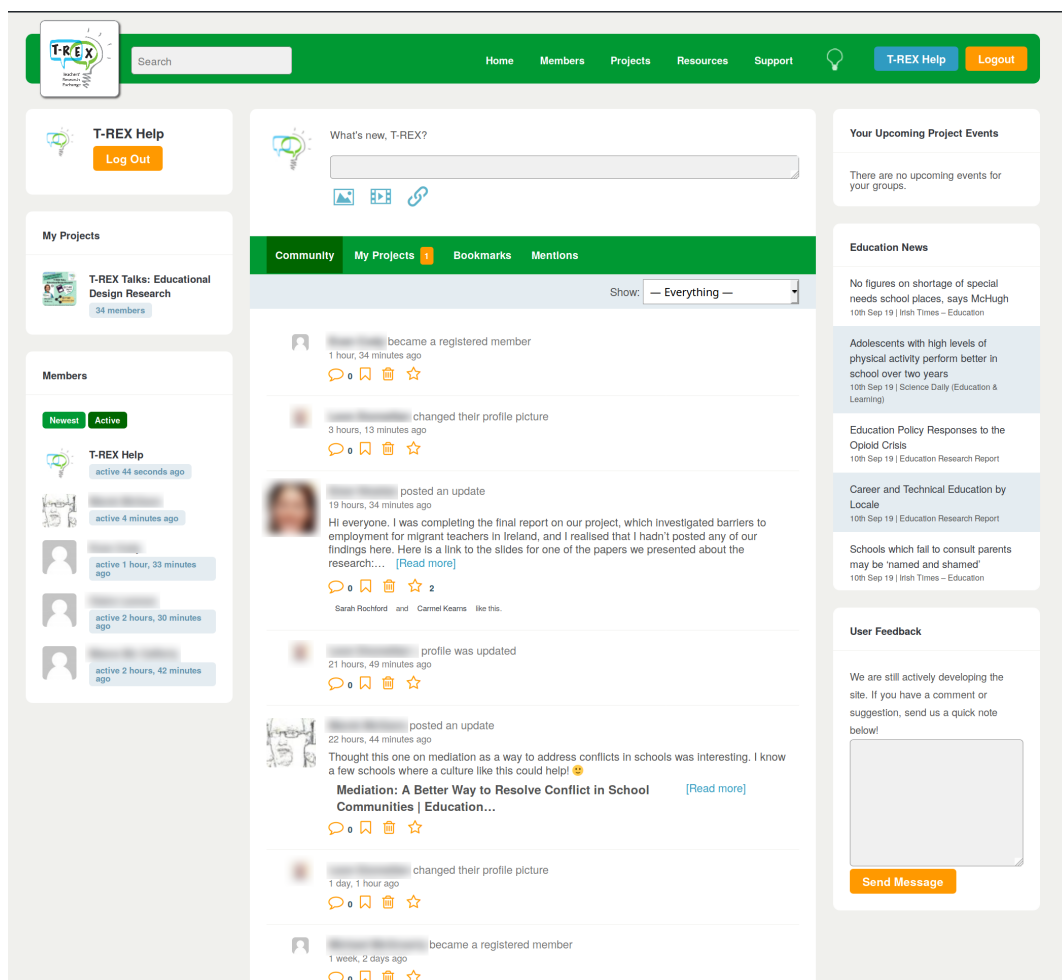 T-REX
Teachers'
Research
Exchange
Search
Home
Members
Projects
Resources
Support
T-REX Help
Logout
T-REX Help
Log Out
My Projects
T-REX Talks: Educational
Design Research
34 members
Members
Newest
Active
T-REX Help
active 44 seconds ago
active 4 minutes ago
active 1 hour, 33 minutes
ago
active 2 hours, 30 minutes
ago
active 2 hours, 42 minutes
ago
What's new, T-REX?
Community
My Projects 1
Bookmarks
Mentions
Show: — Everything —
became a registered member
1 hour, 34 minutes ago
0
changed their profile picture
3 hours, 13 minutes ago
0
posted an update
19 hours, 34 minutes ago
Hi everyone. I was completing the final report on our project, which investigated barriers to
employment for migrant teachers in Ireland, and I realised that I hadn't posted any of our
findings here. Here is a link to the slides for one of the papers we presented about the
research:… [Read more]
0 2
Sarah Rochford and Carmel Kearns like this.
profile was updated
21 hours, 49 minutes ago
0
posted an update
22 hours, 44 minutes ago
Thought this one on mediation as a way to address conflicts in schools was interesting. I know
a few schools where a culture like this could help! 🙂
Mediation: A Better Way to Resolve Conflict in School
Communities | Education…
[Read more]
0
changed their profile picture
1 day, 1 hour ago
0
became a registered member
1 week, 2 days ago
0
Your Upcoming Project Events
There are no upcoming events for
your groups.
Education News
No figures on shortage of special
needs school places, says McHugh
10th Sep 19 | Irish Times – Education
Adolescents with high levels of
physical activity perform better in
school over two years
10th Sep 19 | Science Daily (Education &
Learning)
Education Policy Responses to the
Opioid Crisis
10th Sep 19 | Education Research Report
Career and Technical Education by
Locale
10th Sep 19 | Education Research Report
Schools which fail to consult parents
may be 'named and shamed'
10th Sep 19 | Irish Times – Education
User Feedback
We are still actively developing the
site. If you have a comment or
suggestion, send us a quick note
below!
Send Message